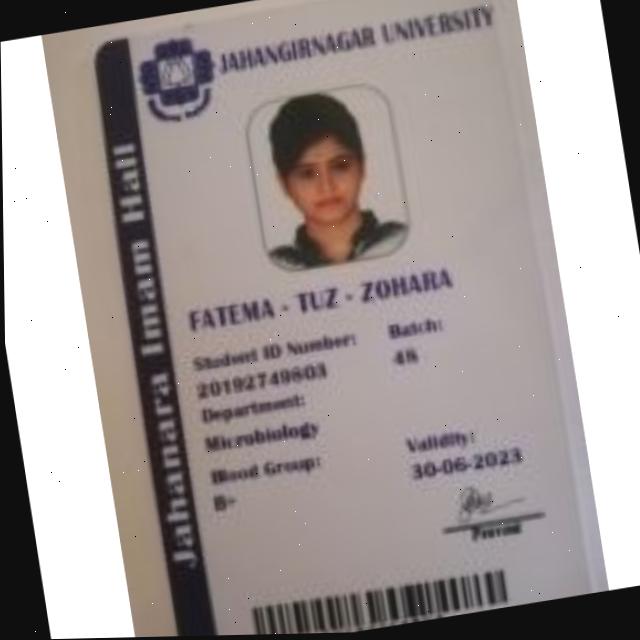 JAHANGIRNAGAR UNIVERSITY
Jahanara Imam Hall
FATEMA - TUZ - ZOHARA
Student ID Number:
20192749803
Batch:
48
Department:
Microbiology
Blood Group:
B+
Validity:
30-06-2023
Provost